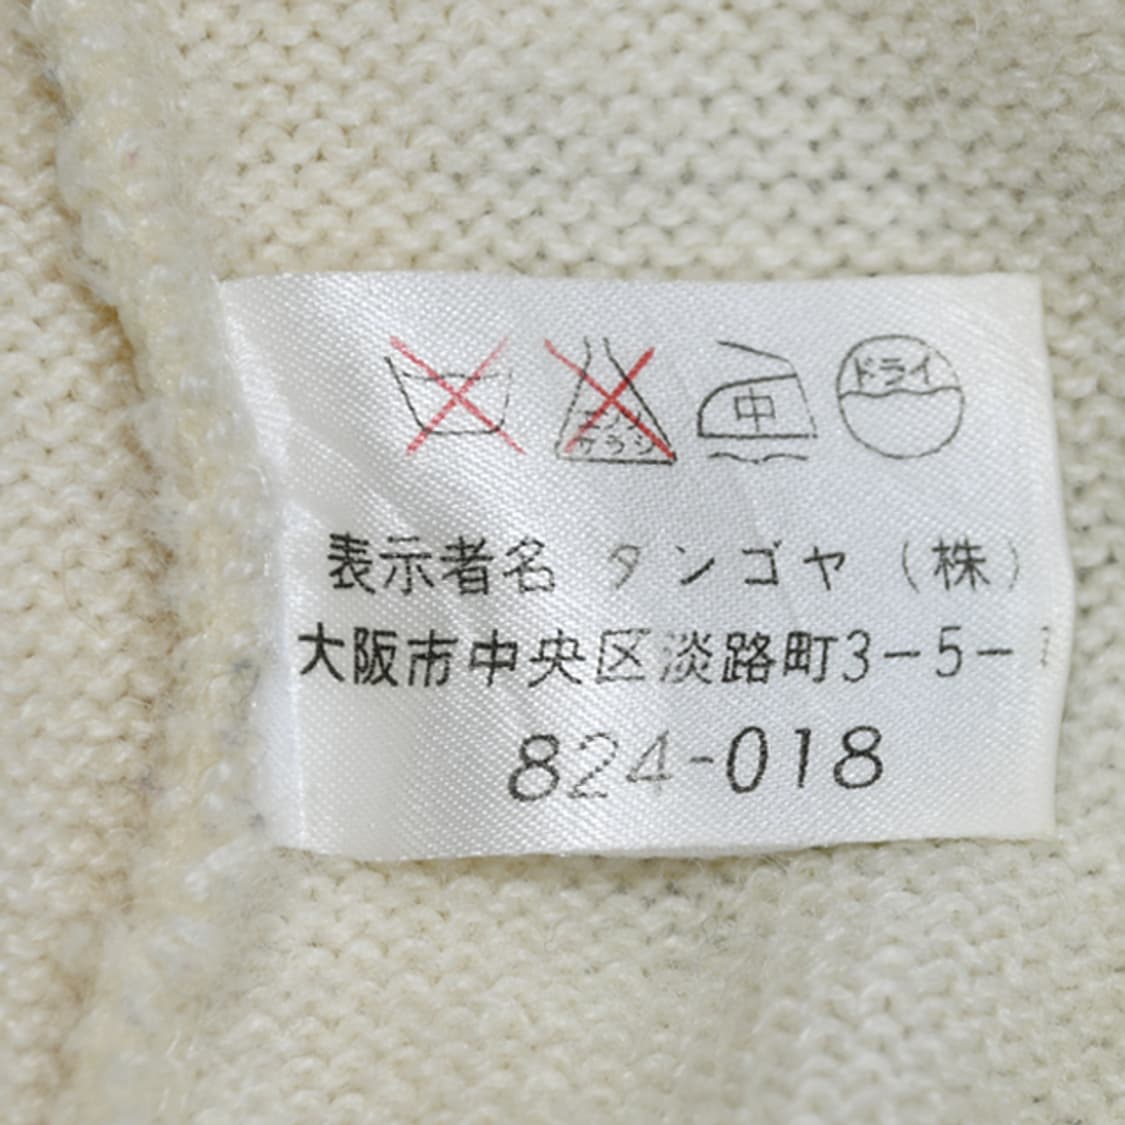 中 ドライ
表示者名 タンゴヤ（株）
大阪市中央区淡路町3-5-
824-018